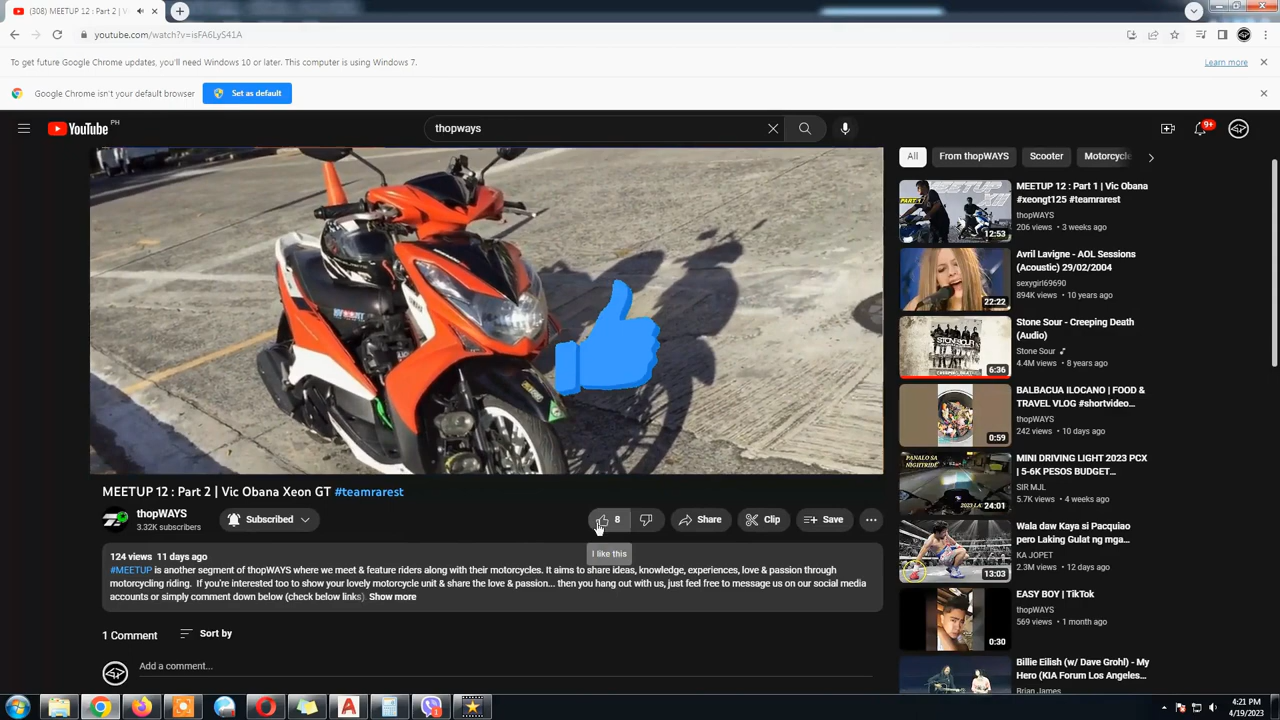 (308) MEETUP 12 : Part 2 | V
youtube.com/watch?v=isFA6LyS41A
To get future Google Chrome updates, you'll need Windows 10 or later. This computer is using Windows 7.
Learn more
Google Chrome isn't your default browser
Set as default
YouTube PH
thopways
9+
All
From thopWAYS
Scooter
Motorcycle
MEETUP 12 : Part 1 | Vic Obana
#xeongt125 #teamrarest
thopWAYS
206 views • 3 weeks ago
PART 1
MEETUP XII
12:53
Avril Lavigne - AOL Sessions
(Acoustic) 29/02/2004
sexygirl69690
894K views • 10 years ago
22:22
Stone Sour - Creeping Death
(Audio)
Stone Sour
4.4M views • 8 years ago
STONE SOUR
6:36
BALBACUA ILOCANO | FOOD &
TRAVEL VLOG #shortvideo...
thopWAYS
242 views • 10 days ago
0:59
MINI DRIVING LIGHT 2023 PCX
| 5-6K PESOS BUDGET...
SIR MJL
5.7K views • 4 weeks ago
PANALO SA
NIGHTRIDE
24:01
Wala daw Kaya si Pacquiao
pero Laking Gulat ng mga...
KA JOPET
2.3M views • 12 days ago
13:03
EASY BOY | TikTok
thopWAYS
569 views • 1 month ago
0:30
Billie Eilish (w/ Dave Grohl) - My
Hero (KIA Forum Los Angeles...
Brian James
MEETUP 12 : Part 2 | Vic Obana Xeon GT #teamrarest
thopWAYS
3.32K subscribers
Subscribed
8
Share
Clip
Save
I like this
124 views 11 days ago
#MEETUP is another segment of thopWAYS where we meet & feature riders along with their motorcycles. It aims to share ideas, knowledge, experiences, love & passion through
motorcycling riding. If you're interested too to show your lovely motorcycle unit & share the love & passion... then you hang out with us, just feel free to message us on our social media
accounts or simply comment down below (check below links) Show more
1 Comment
Sort by
Add a comment...
4:21 PM
4/19/2023